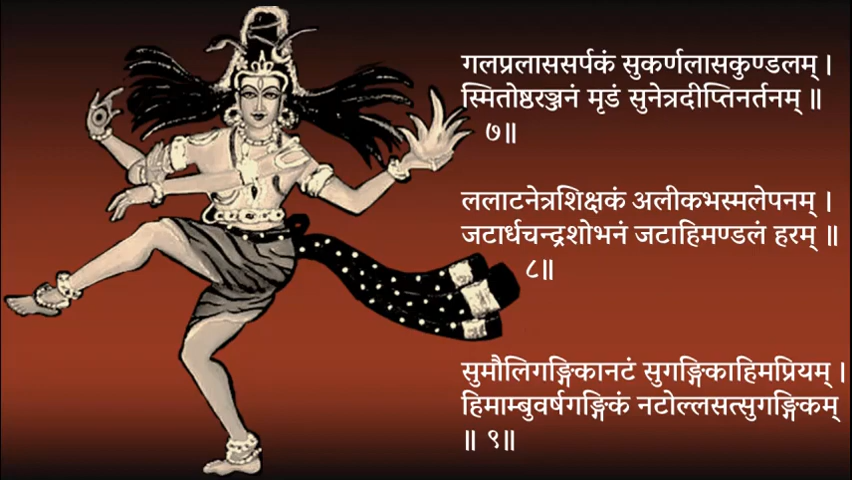 गलप्रलाससर्पकं सुकर्णलासकुण्डलम् ।
स्मितोष्ठरञ्जनं मृडं सुनेत्रदीप्तिनर्तनम् ॥
७॥
ललाटनेत्रशिक्षकं अलीकभस्मलेपनम् ।
जटार्धचन्द्रशोभनं जटाहिमण्डलं हरम् ॥
८॥
सुमौलिगङ्गिकानटं सुगङ्गिकाहिमप्रियम् ।
हिमाम्बुवर्षगङ्गिकं नटोल्लसत्सुगङ्गिकम्
॥ ९॥